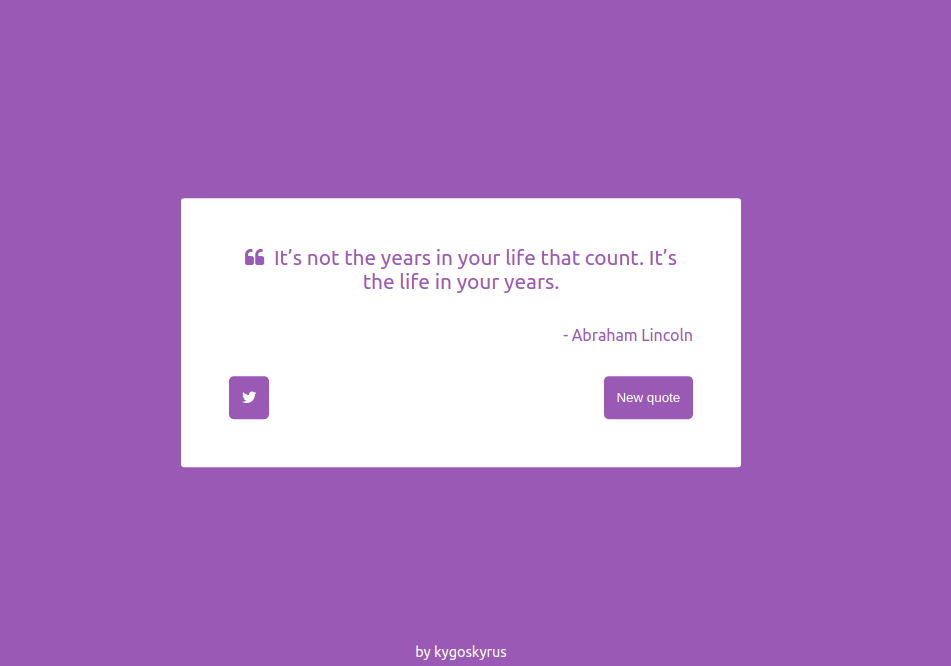 It’s not the years in your life that count. It’s
the life in your years.
- Abraham Lincoln
New quote
by kygoskyrus